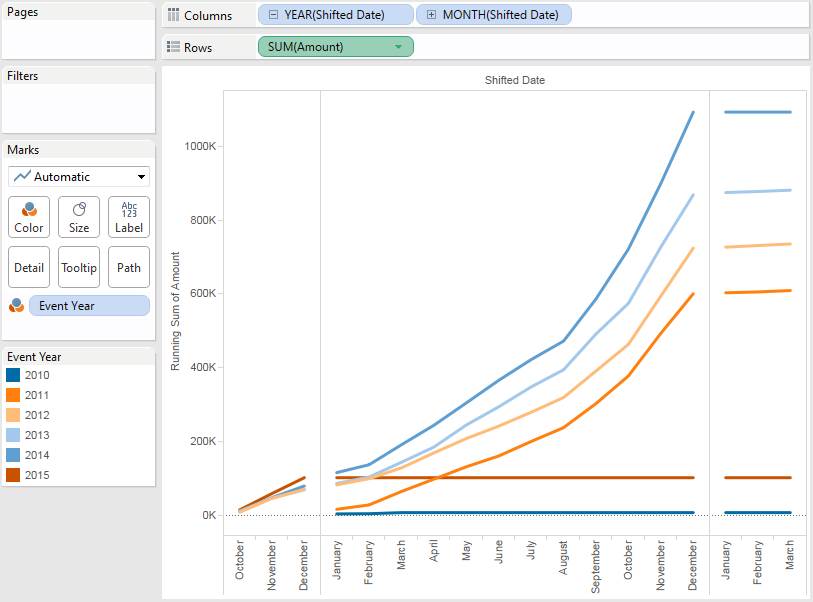 Pages
Columns
YEAR(Shifted Date)
MONTH(Shifted Date)
Rows
SUM(Amount)
Filters
Marks
Automatic
Color
Size
Abc
123
Label
Detail
Tooltip
Path
Event Year
Event Year
2010
2011
2012
2013
2014
2015
Shifted Date
Running Sum of Amount
1000K
800K
600K
400K
200K
0K
October
November
December
January
February
March
April
May
June
July
August
September
October
November
December
January
February
March